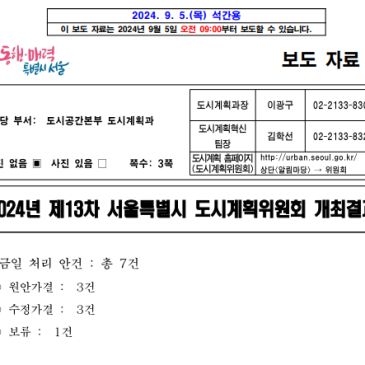 2024. 9. 5.(목) 석간용
이 보도 자료는 2024년 9월 5일 오전 09:00부터 보도할 수 있습니다.
동행·매력
특별시 서울
보도 자료
당 부서: 도시공간본부 도시계획과
도시계획과장 이광구 02-2133-830
도시계획혁신팀장 김학선 02-2133-832
없음 ▣ 사진 있음 □ 쪽수: 3쪽
도시계획 홈페이지 (도시계획위원회) http://urban.seoul.go.kr/ 상단(알림마당) → 위원회
024년 제13차 서울특별시 도시계획위원회 개최결과
금일 처리 안건 : 총 7건
원안가결 : 3건
수정가결 : 3건
보류 : 1건